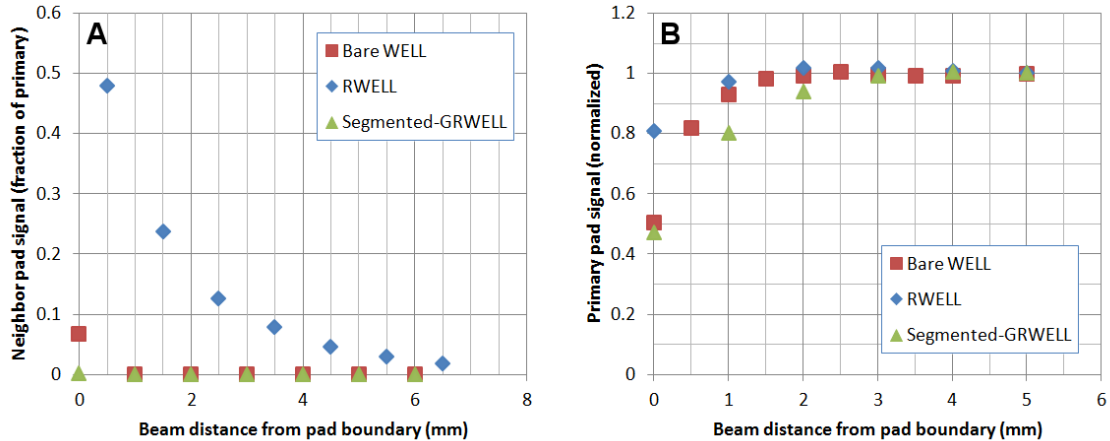 A
Neighbor pad signal (fraction of primary)
0.6
0.5
0.4
0.3
0.2
0.1
0
0 2 4 6 8
Beam distance from pad boundary (mm)
Bare WELL
RWELL
Segmented-GRWELL
B
Primary pad signal (normalized)
1.2
1
0.8
0.6
0.4
0.2
0
0 1 2 3 4 5 6
Beam distance from pad boundary (mm)
Bare WELL
RWELL
Segmented-GRWELL